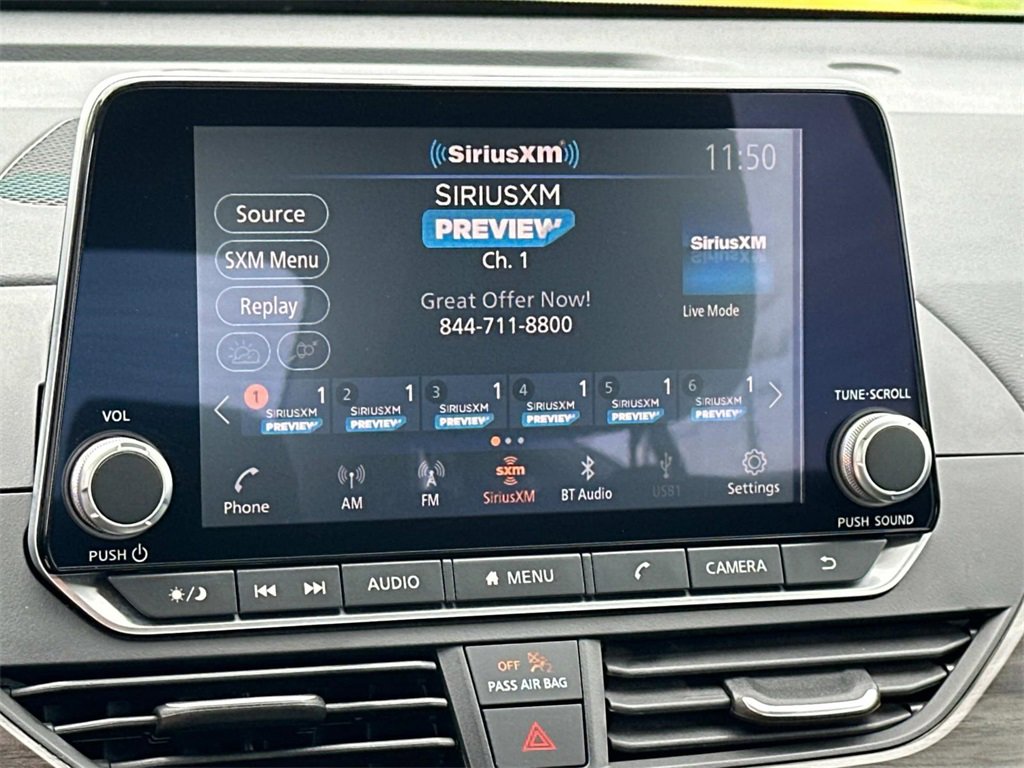 SiriusXM
11:50
SIRIUSXM
PREVIEW
Ch. 1
Great Offer Now!
844-711-8800
Source
SXM Menu
Replay
SiriusXM
Live Mode
1 1 SIRIUSXM PREVIEW
2 1 SIRIUSXM PREVIEW
3 1 SIRIUSXM PREVIEW
4 1 SIRIUSXM PREVIEW
5 1 SIRIUSXM PREVIEW
6 1 SIRIUSXM PREVIEW
Phone
AM
FM
sxm
SiriusXM
BT Audio
USB1
Settings
VOL
PUSH
TUNE·SCROLL
PUSH SOUND
AUDIO
MENU
CAMERA
OFF
PASS AIR BAG